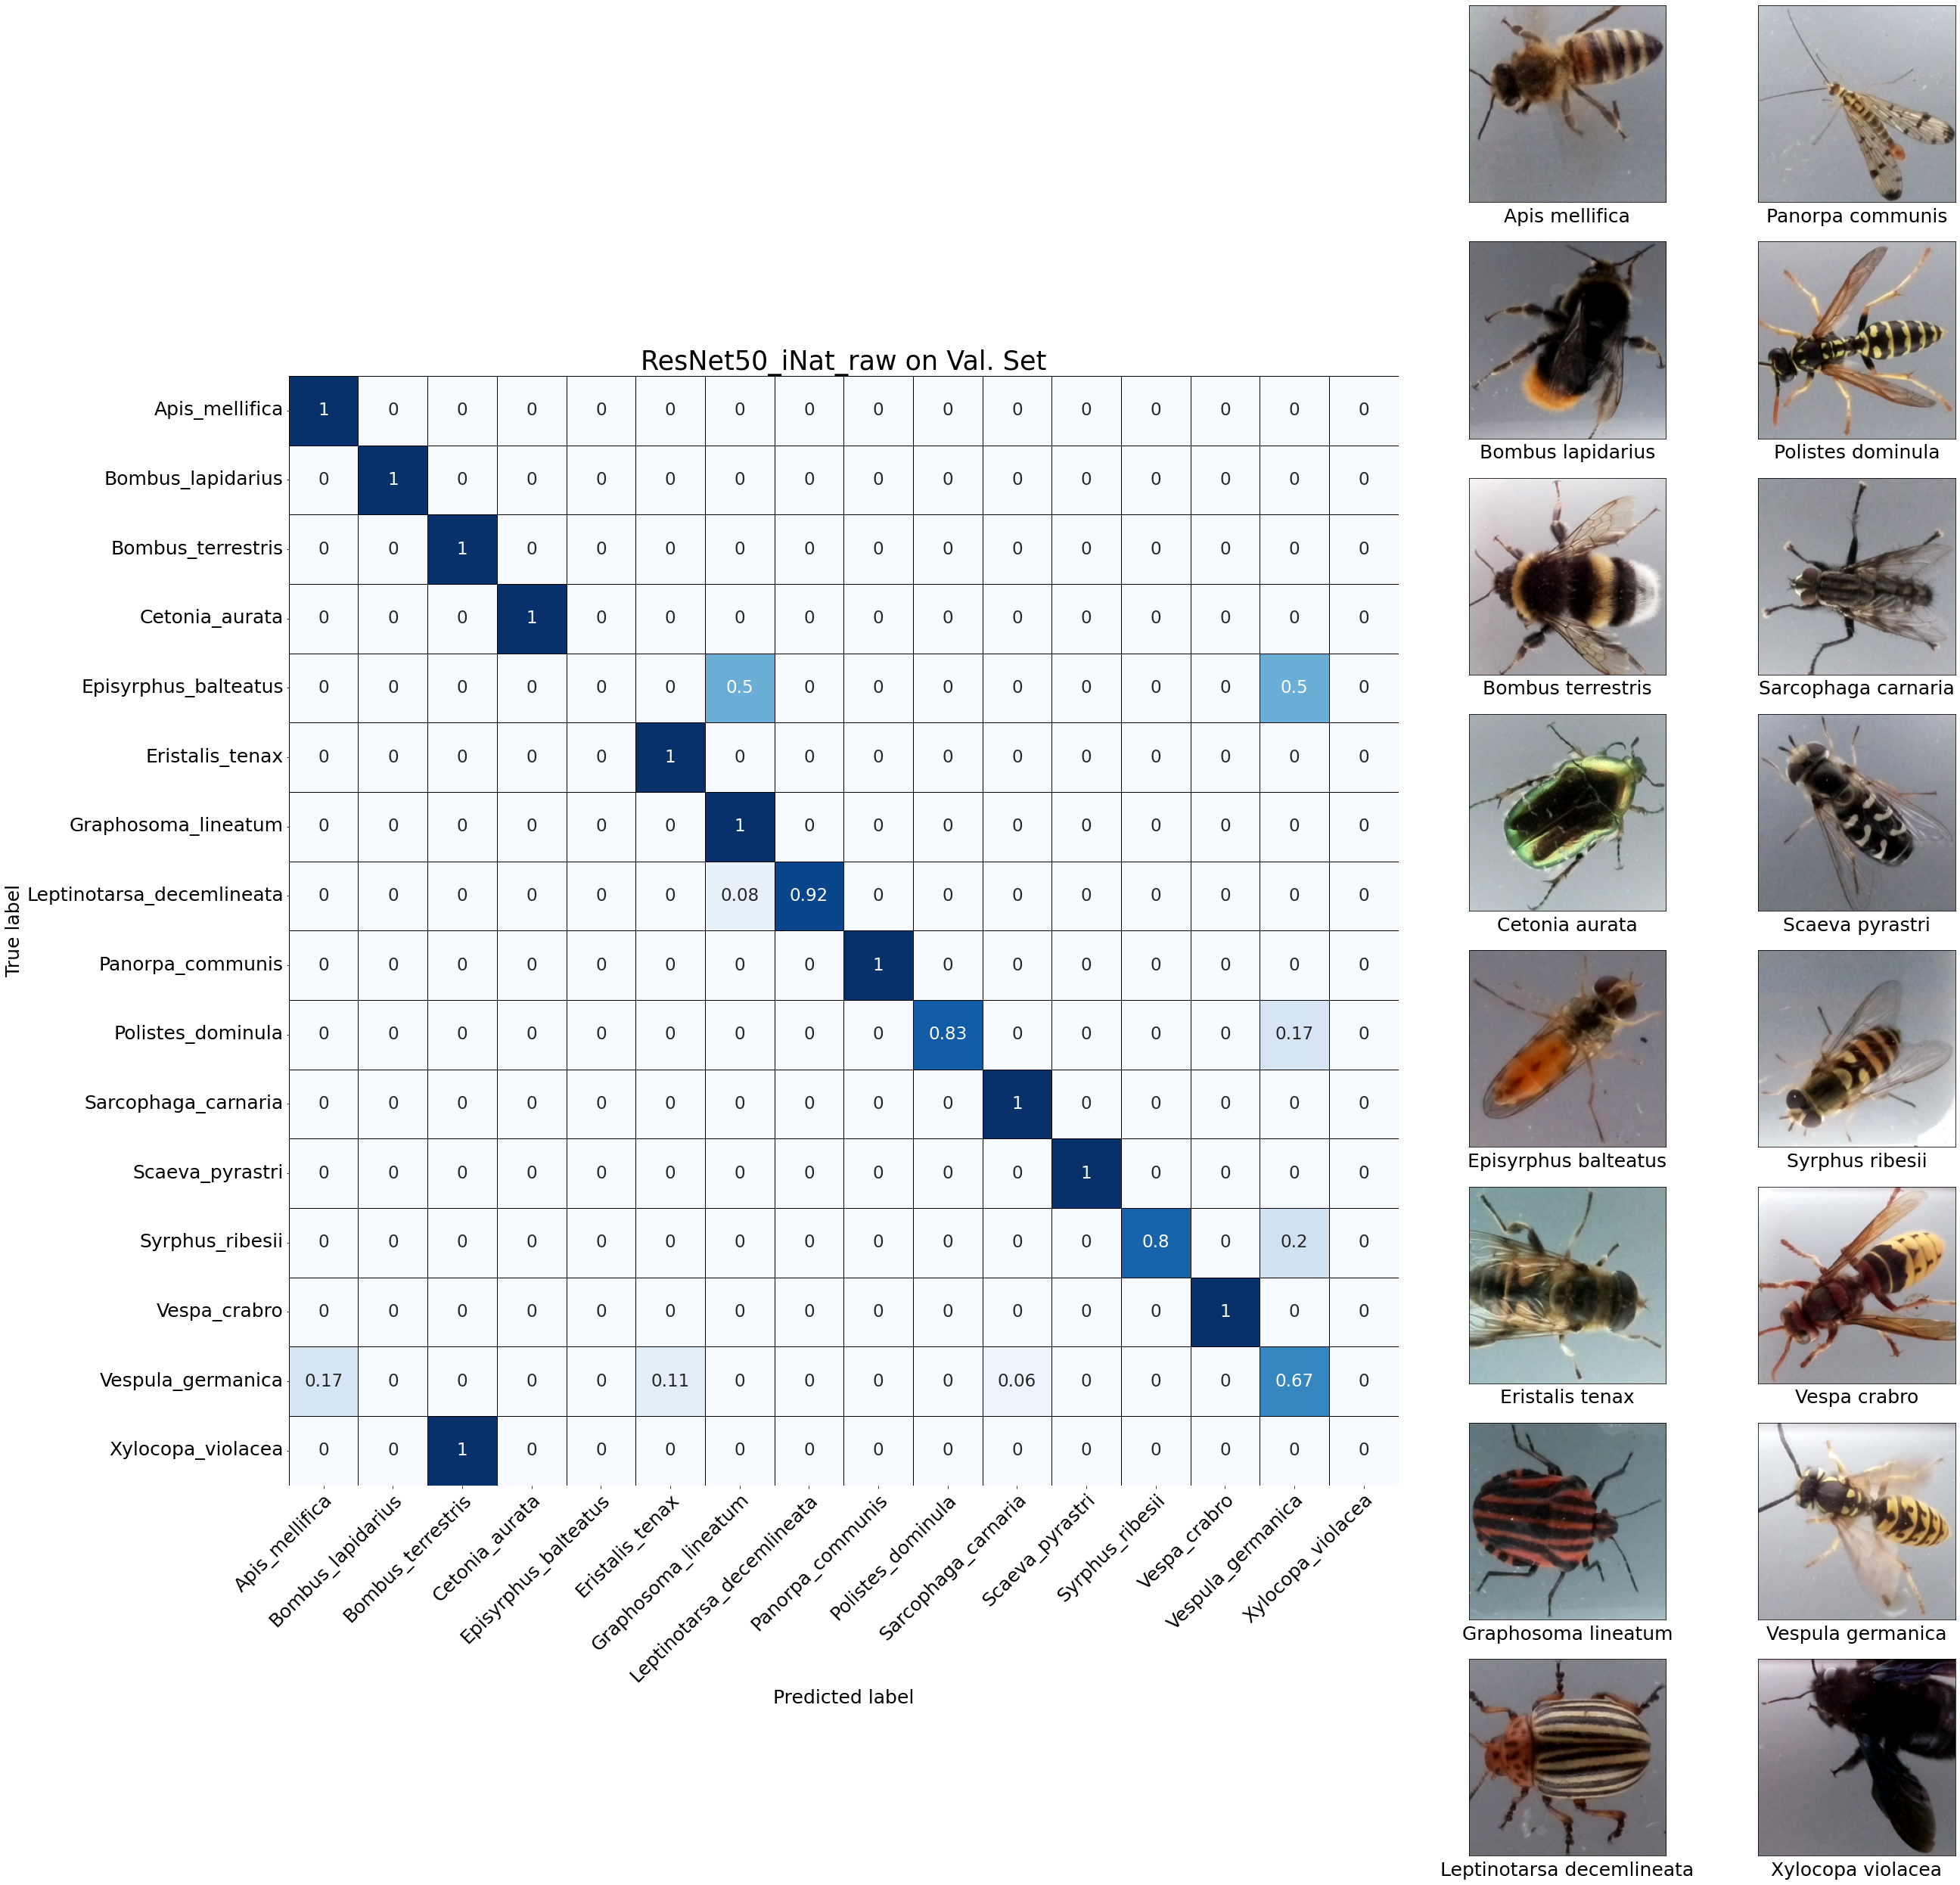 ResNet50_iNat_raw on Val. Set
True label
Apis_mellifica 1 0 0 0 0 0 0 0 0 0 0 0 0 0 0 0
Bombus_lapidarius 0 1 0 0 0 0 0 0 0 0 0 0 0 0 0 0
Bombus_terrestris 0 0 1 0 0 0 0 0 0 0 0 0 0 0 0 0
Cetonia_aurata 0 0 0 1 0 0 0 0 0 0 0 0 0 0 0 0
Episyrphus_balteatus 0 0 0 0 0 0 0.5 0 0 0 0 0 0 0 0.5 0
Eristalis_tenax 0 0 0 0 0 1 0 0 0 0 0 0 0 0 0 0
Graphosoma_lineatum 0 0 0 0 0 0 1 0 0 0 0 0 0 0 0 0
Leptinotarsa_decemlineata 0 0 0 0 0 0 0.08 0.92 0 0 0 0 0 0 0 0
Panorpa_communis 0 0 0 0 0 0 0 0 1 0 0 0 0 0 0 0
Polistes_dominula 0 0 0 0 0 0 0 0 0 0.83 0 0 0 0 0.17 0
Sarcophaga_carnaria 0 0 0 0 0 0 0 0 0 0 1 0 0 0 0 0
Scaeva_pyrastri 0 0 0 0 0 0 0 0 0 0 0 1 0 0 0 0
Syrphus_ribesii 0 0 0 0 0 0 0 0 0 0 0 0 0.8 0 0.2 0
Vespa_crabro 0 0 0 0 0 0 0 0 0 0 0 0 0 1 0 0
Vespula_germanica 0.17 0 0 0 0 0.11 0 0 0 0 0.06 0 0 0 0.67 0
Xylocopa_violacea 0 0 1 0 0 0 0 0 0 0 0 0 0 0 0 0
Apis_mellifica
Bombus_lapidarius
Bombus_terrestris
Cetonia_aurata
Episyrphus_balteatus
Eristalis_tenax
Graphosoma_lineatum
Leptinotarsa_decemlineata
Panorpa_communis
Polistes_dominula
Sarcophaga_carnaria
Scaeva_pyrastri
Syrphus_ribesii
Vespa_crabro
Vespula_germanica
Xylocopa_violacea
Predicted label
Apis mellifica
Panorpa communis
Bombus lapidarius
Polistes dominula
Bombus terrestris
Sarcophaga carnaria
Cetonia aurata
Scaeva pyrastri
Episyrphus balteatus
Syrphus ribesii
Eristalis tenax
Vespa crabro
Graphosoma lineatum
Vespula germanica
Leptinotarsa decemlineata
Xylocopa violacea